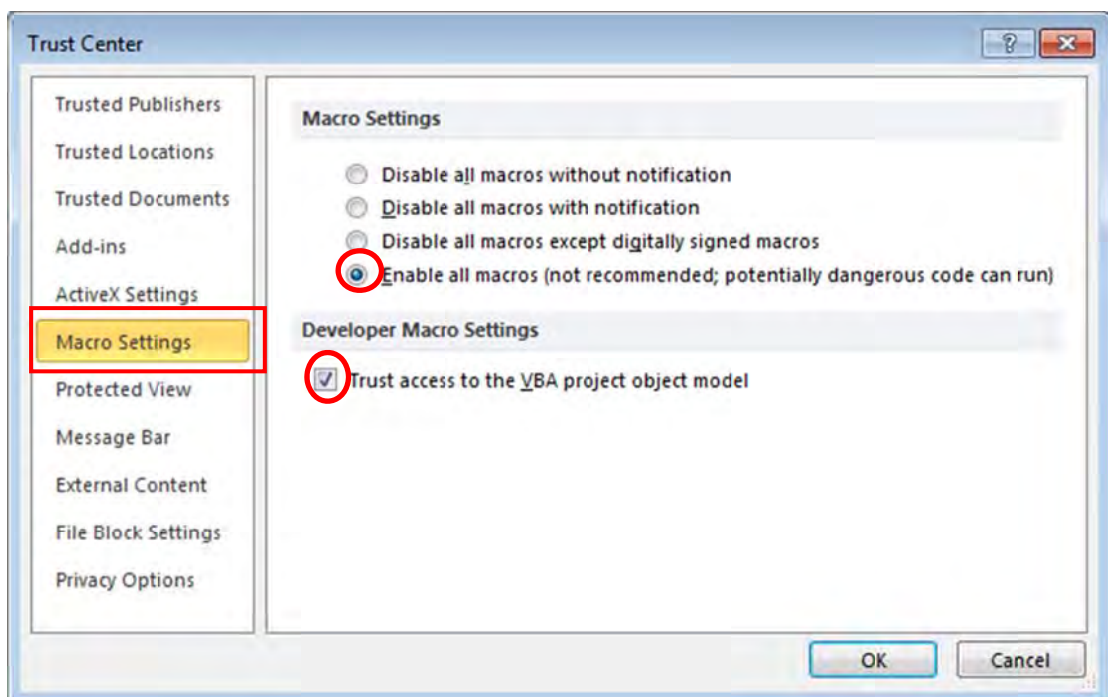 Trust Center
Trusted Publishers
Trusted Locations
Trusted Documents
Add-ins
ActiveX Settings
Macro Settings
Protected View
Message Bar
External Content
File Block Settings
Privacy Options
Macro Settings
Disable all macros without notification
Disable all macros with notification
Disable all macros except digitally signed macros
Enable all macros (not recommended; potentially dangerous code can run)
Developer Macro Settings
Trust access to the VBA project object model
OK
Cancel